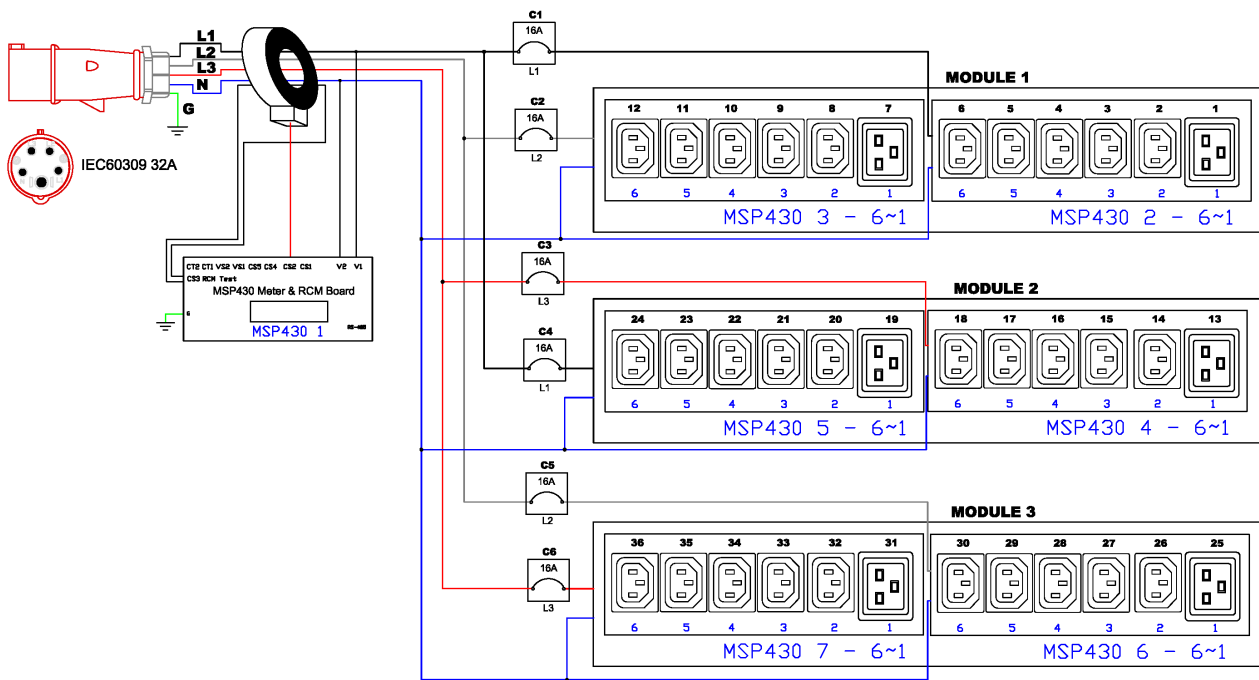 L1
L2
L3
N
G
IEC60309 32A
CT2 CT1 VS2 VS1 CS5 CS4 CS2 CS1 V2 V1
CS3 RCM Test
MSP430 Meter & RCM Board
G
MSP430 1
RS-485
C1
16A
L1
C2
16A
L2
MODULE 1
12 11 10 9 8 7 6 5 4 3 2 1
6 5 4 3 2 1 6 5 4 3 2 1
MSP430 3 - 6~1 MSP430 2 - 6~1
C3
16A
L3
C4
16A
L1
MODULE 2
24 23 22 21 20 19 18 17 16 15 14 13
6 5 4 3 2 1 6 5 4 3 2 1
MSP430 5 - 6~1 MSP430 4 - 6~1
C5
16A
L2
C6
16A
L3
MODULE 3
36 35 34 33 32 31 30 29 28 27 26 25
6 5 4 3 2 1 6 5 4 3 2 1
MSP430 7 - 6~1 MSP430 6 - 6~1